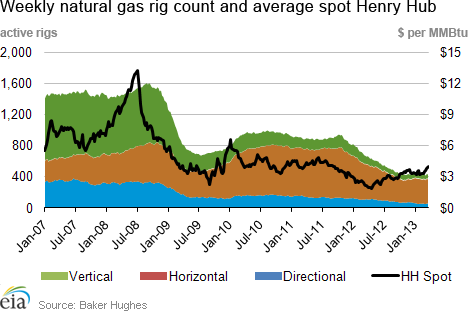 Weekly natural gas rig count and average spot Henry Hub
active rigs $ per MMBtu
2,000 $15
1,600 $12
1,200 $9
800 $6
400 $3
0 $0
Jan-07 Jul-07 Jan-08 Jul-08 Jan-09 Jul-09 Jan-10 Jul-10 Jan-11 Jul-11 Jan-12 Jul-12 Jan-13
Vertical Horizontal Directional HH Spot
eia Source: Baker Hughes